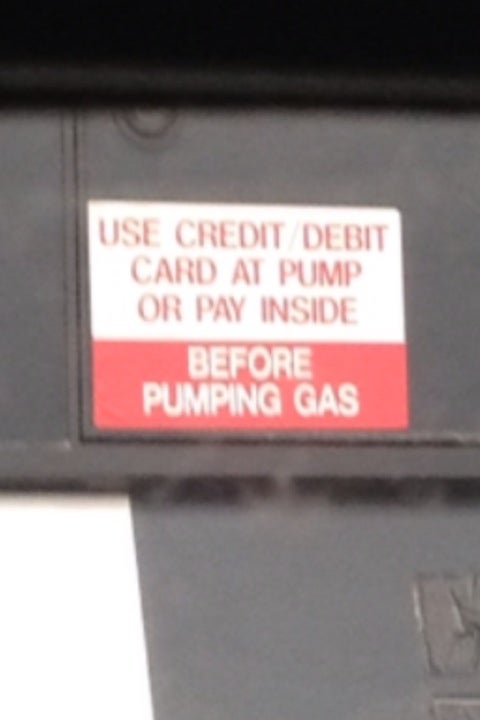 USE CREDIT/DEBIT
CARD AT PUMP
OR PAY INSIDE
BEFORE
PUMPING GAS